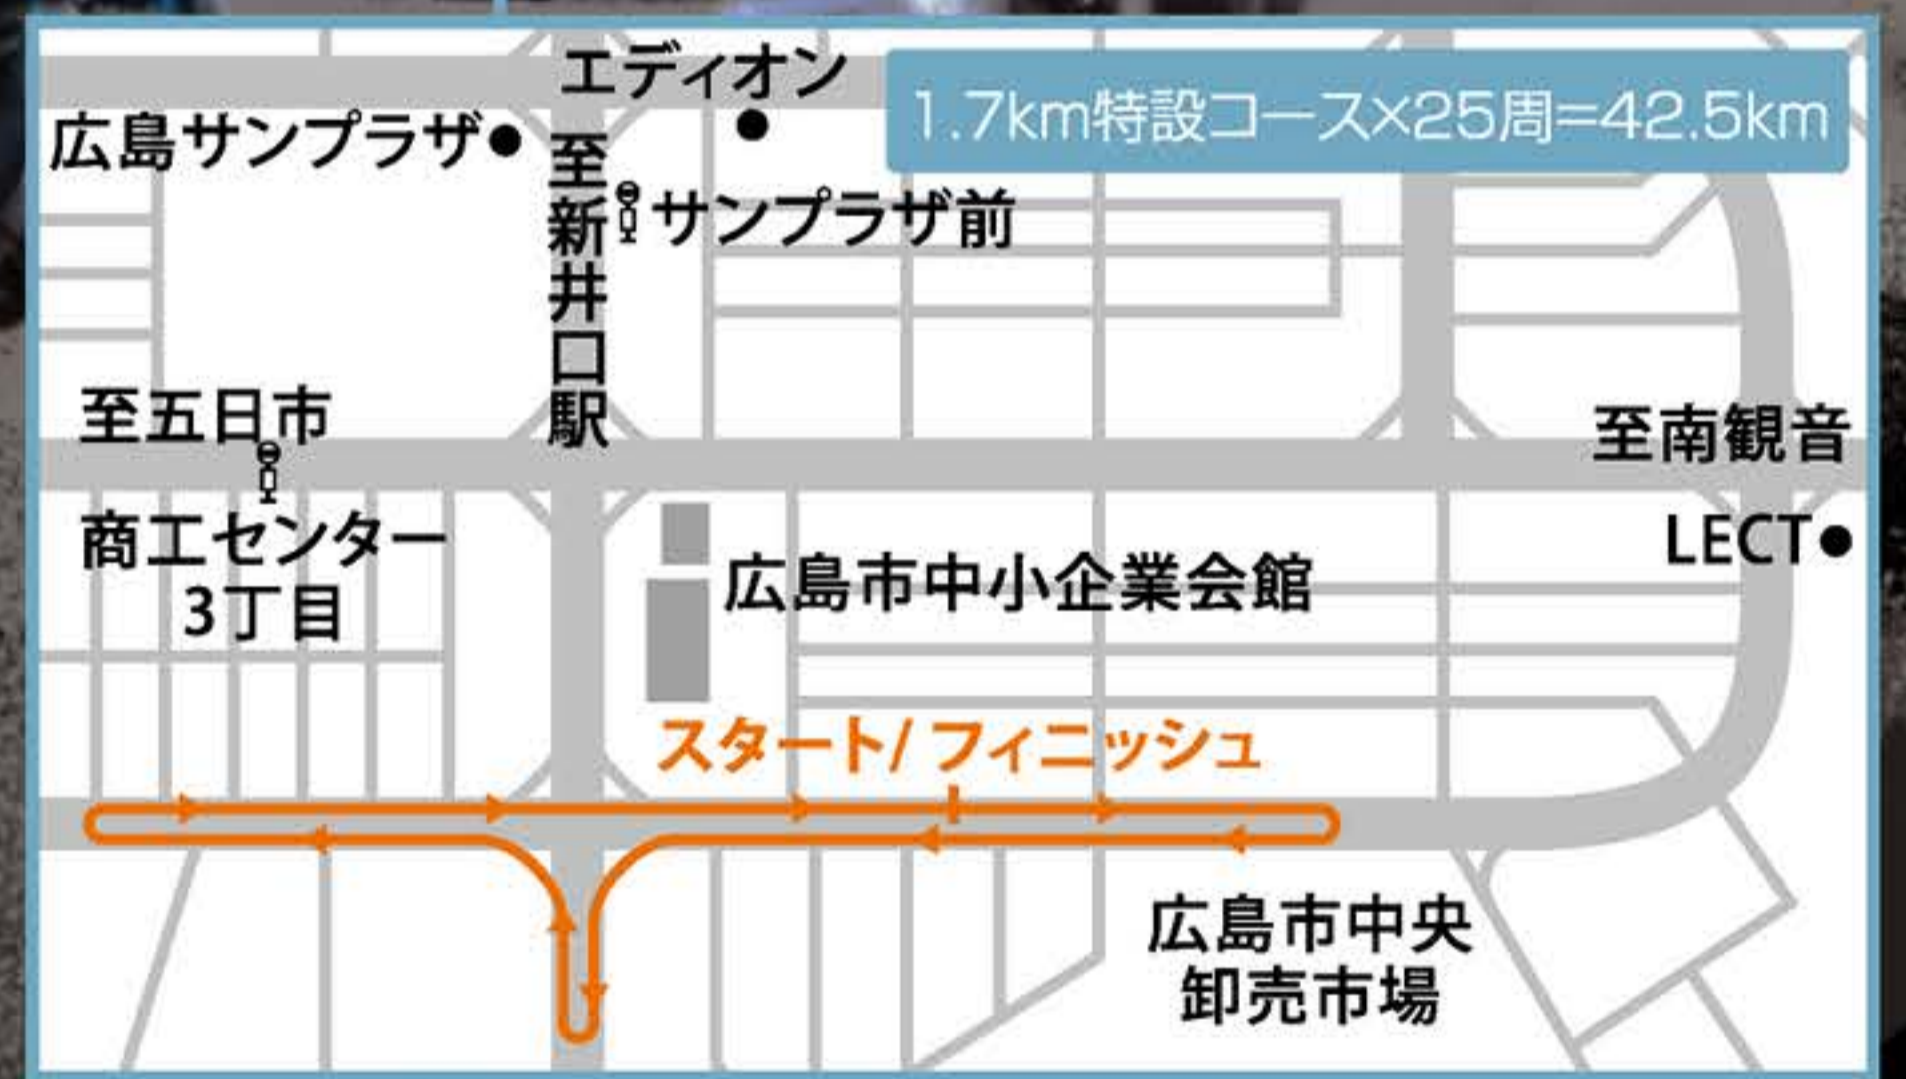 エディオン
1.7km特設コース×25周=42.5km
広島サンプラザ
至新井口駅
サンプラザ前
至五日市
至南観音
商工センター
3丁目
LECT
広島市中小企業会館
スタート/フィニッシュ
広島市中央
卸売市場